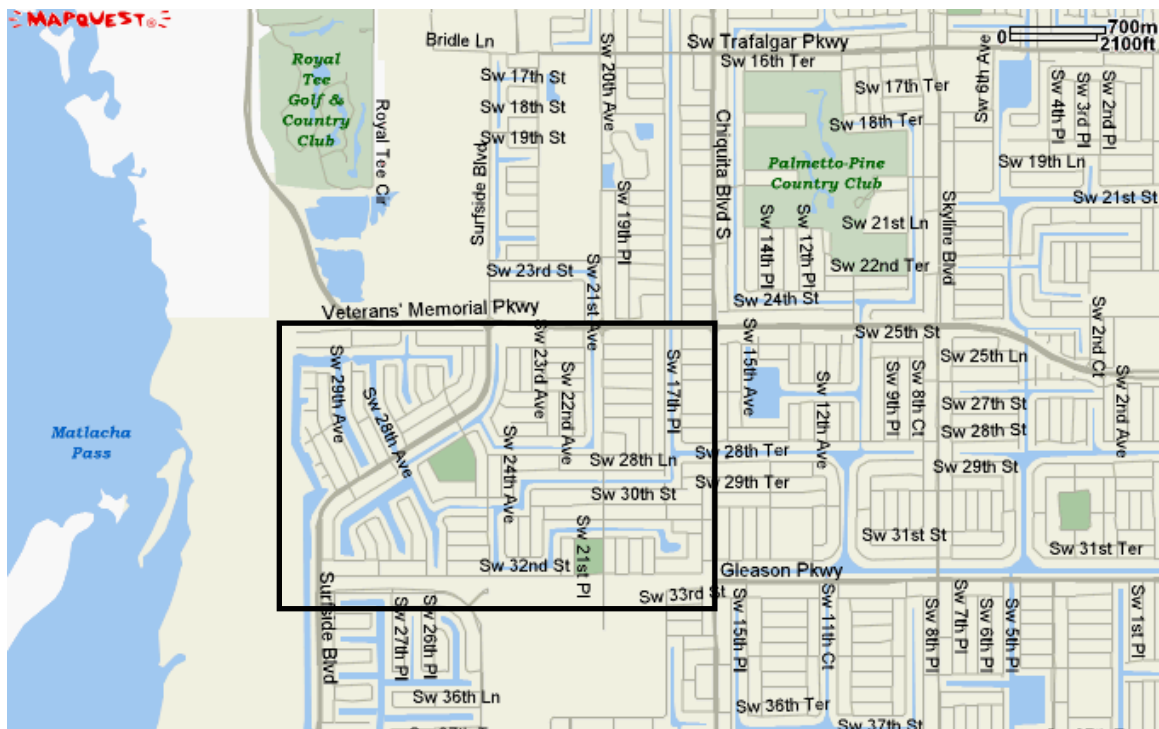 MAPQUEST®
0 700m
2100ft
Bridle Ln
Sw Trafalgar Pkwy
Sw 16th Ter
Royal
Tee
Golf &
Country
Club
Royal Tee Cir
Sw 17th St
Sw 18th St
Sw 19th St
Surfside Blvd
Sw 20th Ave
Sw 19th Pl
Chiquita Blvd S
Sw 17th Ter
Sw 18th Ter
Palmetto-Pine
Country Club
Sw 6th Ave
Sw 4th Pl
Sw 3rd Pl
Sw 2nd Pl
Sw 19th Ln
Sw 21st St
Skyline Blvd
Sw 21st Ln
Sw 14th Pl
Sw 12th Pl
Sw 22nd Ter
Sw 23rd St
Sw 21st Ave
Sw 24th St
Veterans' Memorial Pkwy
Sw 25th St
Sw 2nd Ct
Sw 29th Ave
Sw 28th Ave
Sw 23rd Ave
Sw 22nd Ave
Sw 17th Pl
Sw 15th Ave
Sw 12th Ave
Sw 9th Pl
Sw 8th Ct
Sw 25th Ln
Sw 27th St
Sw 28th St
Sw 2nd Ave
Matlacha
Pass
Sw 24th Ave
Sw 28th Ln
Sw 28th Ter
Sw 29th St
Sw 30th St
Sw 29th Ter
Sw 21st Pl
Sw 31st St
Sw 31st Ter
Sw 32nd St
Gleason Pkwy
Surfside Blvd
Sw 33rd St
Sw 27th Pl
Sw 26th Pl
Sw 15th Pl
Sw 11th Ct
Sw 8th Pl
Sw 7th Pl
Sw 6th Pl
Sw 5th Pl
Sw 1st Pl
Sw 36th Ln
Sw 36th Ter
Sw 37th St